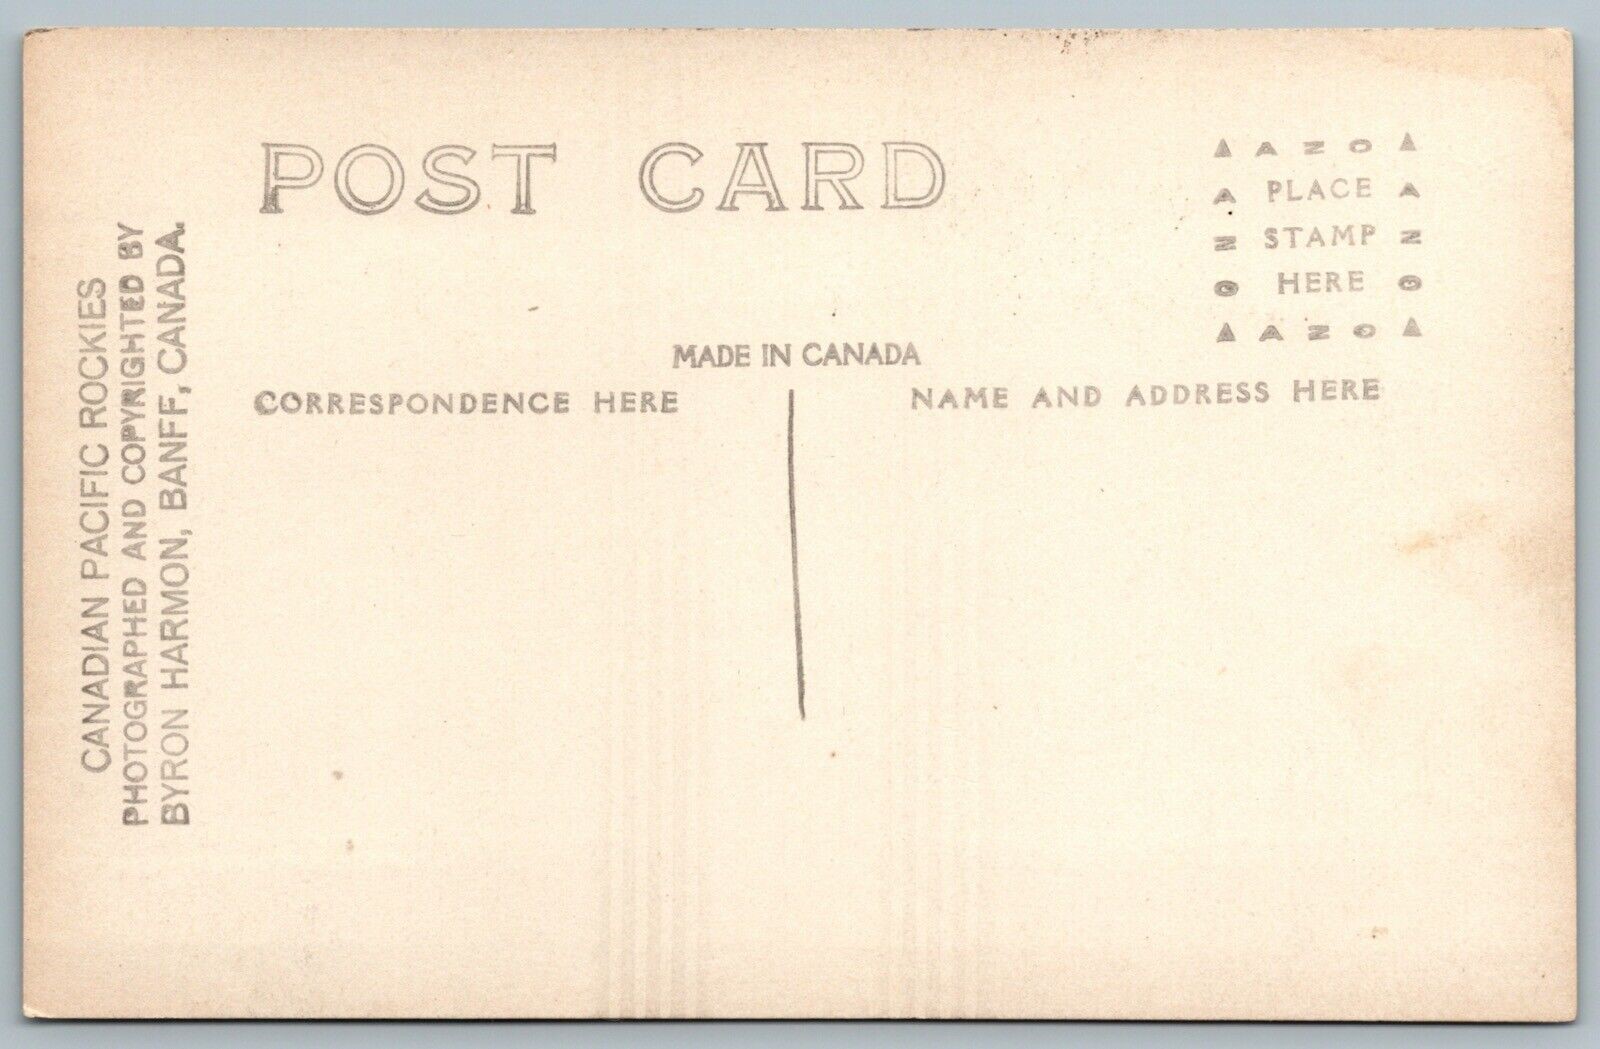 POST CARD
AZO
A PLACE A
N STAMP N
O HERE O
AZO
MADE IN CANADA
CORRESPONDENCE HERE
NAME AND ADDRESS HERE
CANADIAN PACIFIC ROCKIES
PHOTOGRAPHED AND COPYRIGHTED BY
BYRON HARMON, BANFF, CANADA.